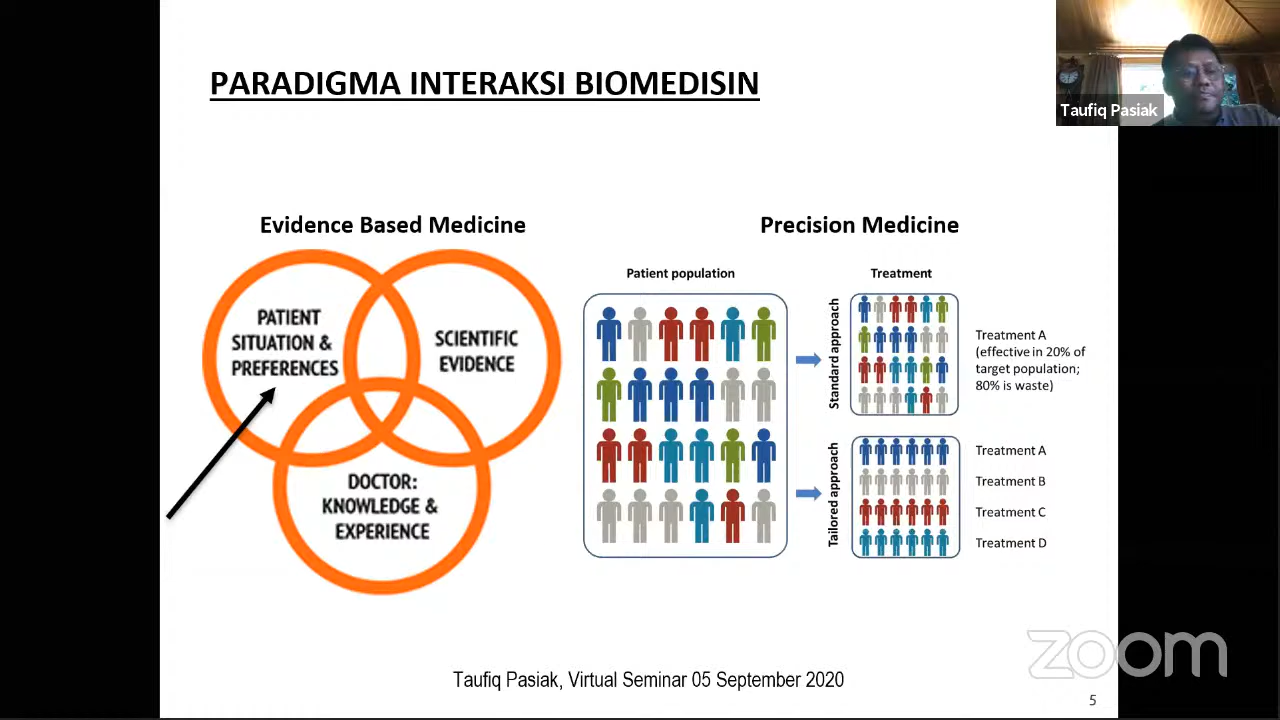 PARADIGMA INTERAKSI BIOMEDISIN
Taufiq Pasiak
Evidence Based Medicine
PATIENT
SITUATION &
PREFERENCES
SCIENTIFIC
EVIDENCE
DOCTOR:
KNOWLEDGE &
EXPERIENCE
Precision Medicine
Patient population
Treatment
Standard approach
Treatment A
(effective in 20% of
target population;
80% is waste)
Tailored approach
Treatment A
Treatment B
Treatment C
Treatment D
Taufiq Pasiak, Virtual Seminar 05 September 2020
zoom
5